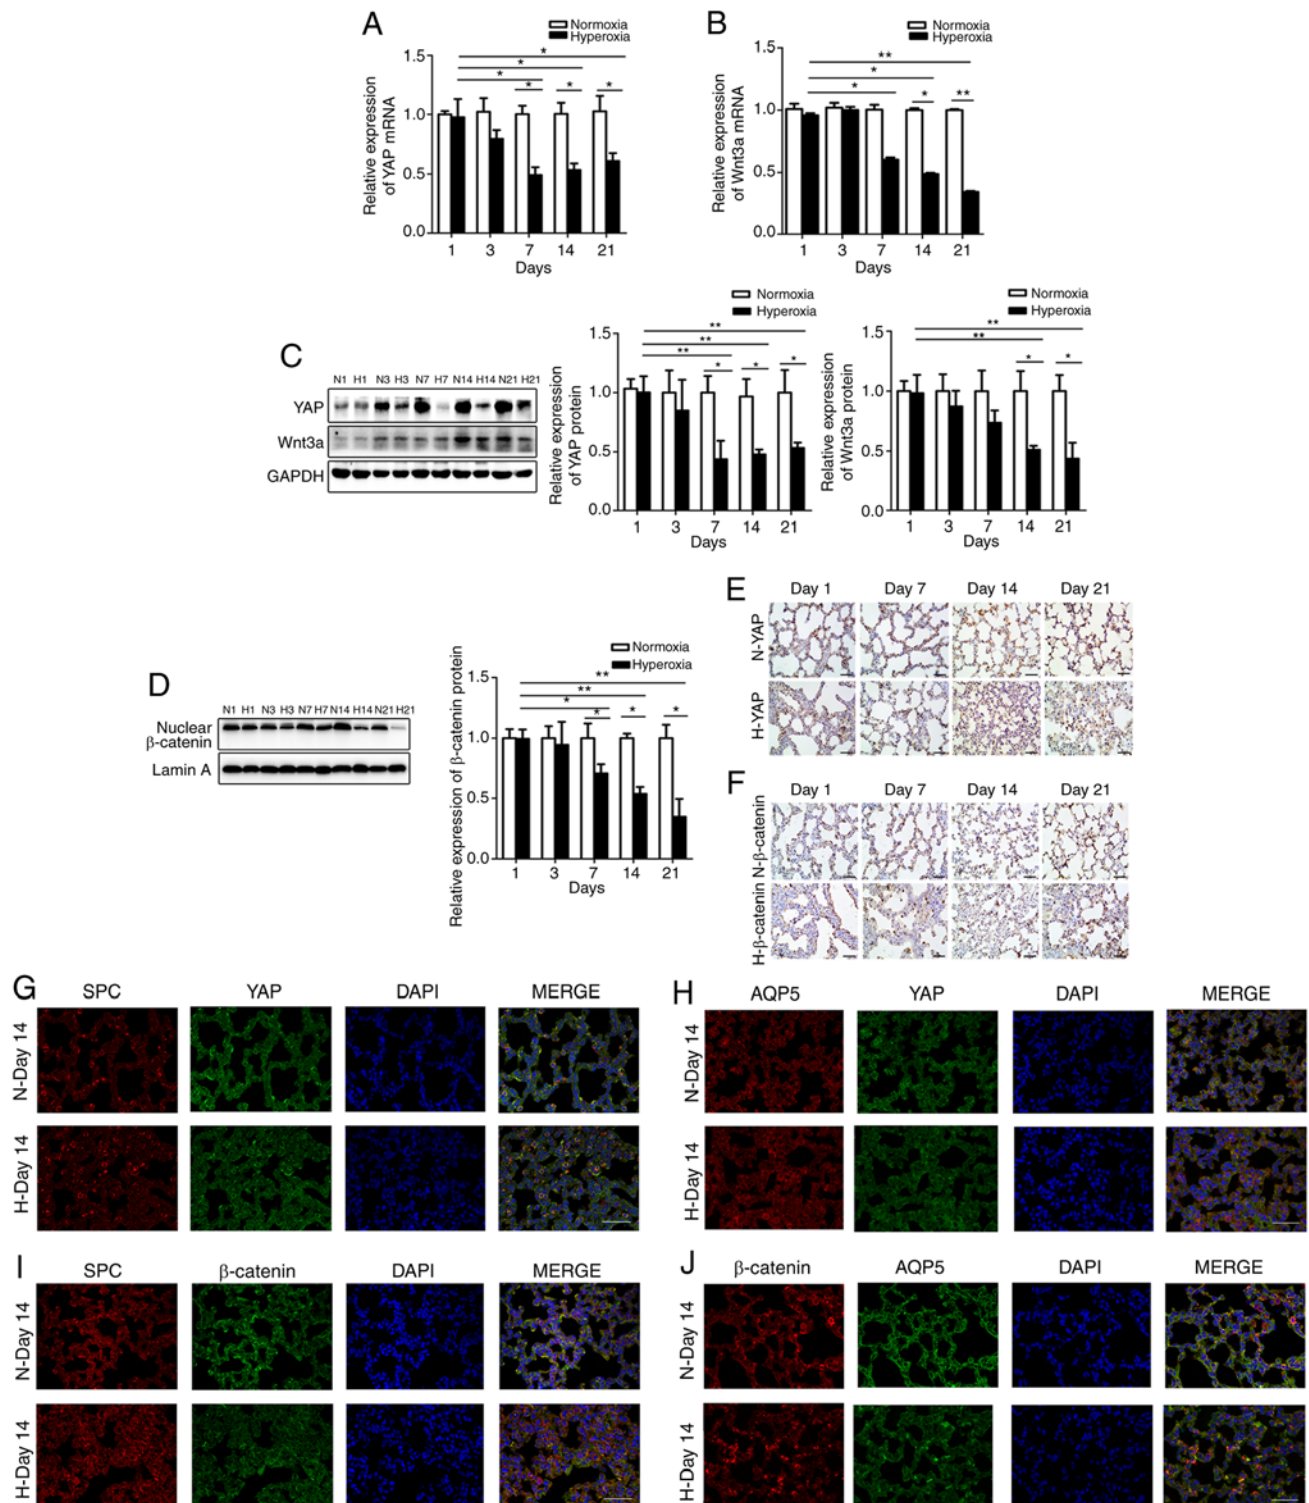 A
Normoxia
Hyperoxia
Relative expression
of YAP mRNA
1.5
1.0
0.5
0.0
*
*
*
* * *
1 3 7 14 21
Days
B
Normoxia
Hyperoxia
Relative expression
of Wnt3a mRNA
1.5
1.0
0.5
0.0
**
*
*
* **
1 3 7 14 21
Days
C
N1 H1 N3 H3 N7 H7 N14 H14 N21 H21
YAP
Wnt3a
GAPDH
Normoxia
Hyperoxia
Relative expression
of YAP protein
1.5
1.0
0.5
0.0
**
**
**
* * *
1 3 7 14 21
Days
Normoxia
Hyperoxia
Relative expression
of Wnt3a protein
1.5
1.0
0.5
0.0
**
**
* *
1 3 7 14 21
Days
D
N1 H1 N3 H3 N7 H7 N14 H14 N21 H21
Nuclear
β-catenin
Lamin A
Normoxia
Hyperoxia
Relative expression of β-catenin protein
1.5
1.0
0.5
0.0
**
**
*
* * *
1 3 7 14 21
Days
E
Day 1 Day 7 Day 14 Day 21
N-YAP
H-YAP
F
Day 1 Day 7 Day 14 Day 21
N-β-catenin
H-β-catenin
G
SPC YAP DAPI MERGE
N-Day 14
H-Day 14
H
AQP5 YAP DAPI MERGE
N-Day 14
H-Day 14
I
SPC β-catenin DAPI MERGE
N-Day 14
H-Day 14
J
β-catenin AQP5 DAPI MERGE
N-Day 14
H-Day 14